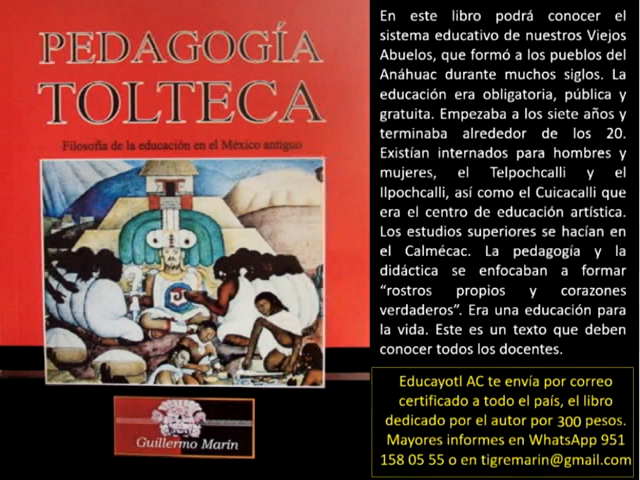 PEDAGOGÍA
TOLTECA
Filosofía de la educación en el México antiguo
Guillermo Marín
En este libro podrá conocer el
sistema educativo de nuestros Viejos
Abuelos, que formó a los pueblos del
Anáhuac durante muchos siglos. La
educación era obligatoria, pública y
gratuita. Empezaba a los siete años y
terminaba alrededor de los 20.
Existían internados para hombres y
mujeres, el Telpochcalli y el
Ilpochcalli, así como el Cuicacalli que
era el centro de educación artística.
Los estudios superiores se hacían en
el Calmécac. La pedagogía y la
didáctica se enfocaban a formar
“rostros propios y corazones
verdaderos”. Era una educación para
la vida. Este es un texto que deben
conocer todos los docentes.
Educayotl AC te envía por correo
certificado a todo el país, el libro
dedicado por el autor por 300 pesos.
Mayores informes en WhatsApp 951
158 05 55 o en tigremarin@gmail.com